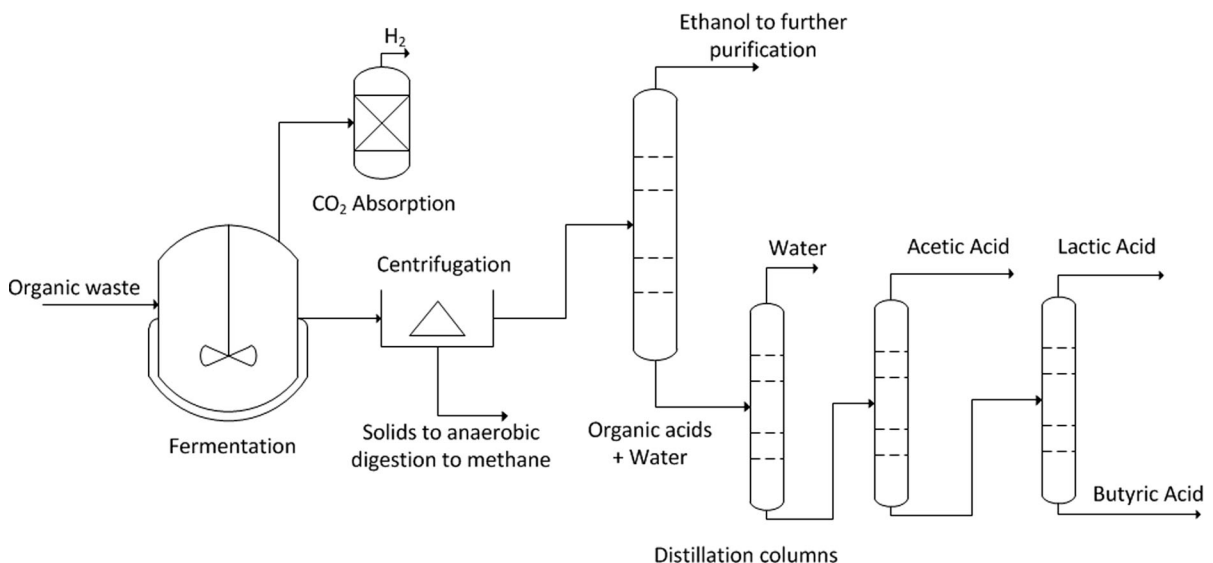 Ethanol to further
purification
H₂
CO₂ Absorption
Organic waste
Centrifugation
Water
Acetic Acid
Lactic Acid
Fermentation
Solids to anaerobic
digestion to methane
Organic acids
+ Water
Butyric Acid
Distillation columns